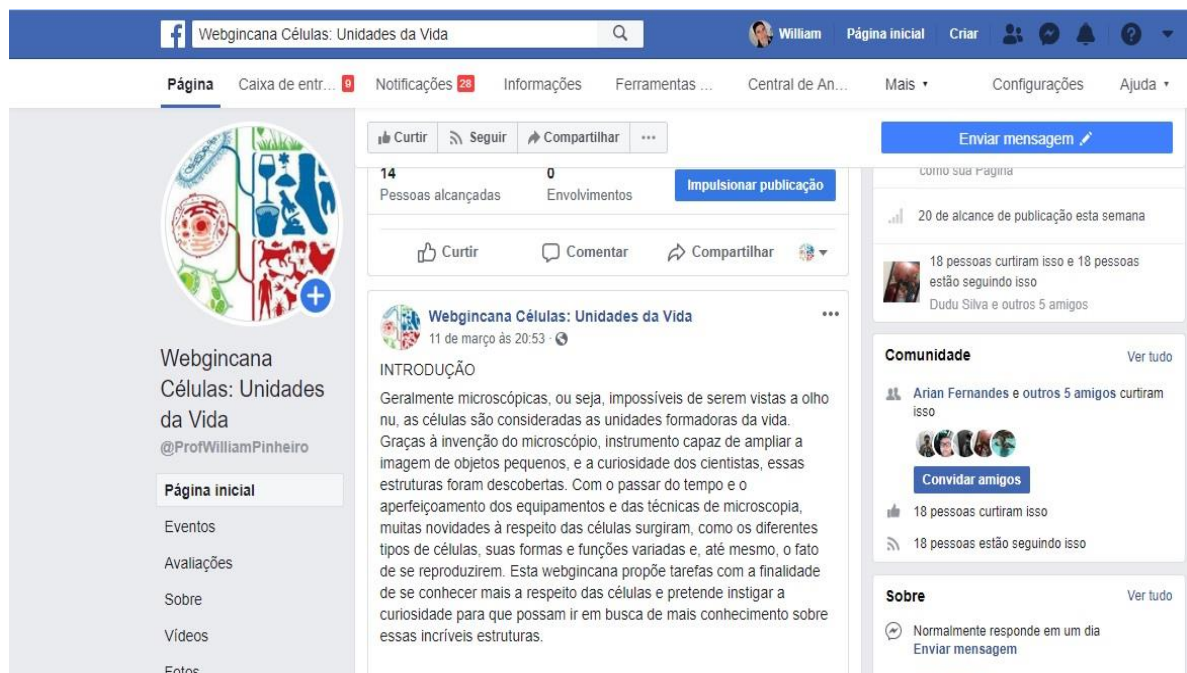 f
Webgincana Células: Unidades da Vida
William
Página inicial
Criar
?
Página
Caixa de entr... 9
Notificações 28
Informações
Ferramentas ...
Central de An...
Mais
Configurações
Ajuda
Webgincana
Células: Unidades
da Vida
@ProfWilliamPinheiro
Página inicial
Eventos
Avaliações
Sobre
Vídeos
Fotos
Curtir
Seguir
Compartilhar
...
14
Pessoas alcançadas
0
Envolvimentos
Impulsionar publicação
Curtir
Comentar
Compartilhar
Webgincana Células: Unidades da Vida
11 de março às 20:53 ·
INTRODUÇÃO
Geralmente microscópicas, ou seja, impossíveis de serem vistas a olho
nu, as células são consideradas as unidades formadoras da vida.
Graças à invenção do microscópio, instrumento capaz de ampliar a
imagem de objetos pequenos, e a curiosidade dos cientistas, essas
estruturas foram descobertas. Com o passar do tempo e o
aperfeiçoamento dos equipamentos e das técnicas de microscopia,
muitas novidades à respeito das células surgiram, como os diferentes
tipos de células, suas formas e funções variadas e, até mesmo, o fato
de se reproduzirem. Esta webgincana propõe tarefas com a finalidade
de se conhecer mais a respeito das células e pretende instigar a
curiosidade para que possam ir em busca de mais conhecimento sobre
essas incríveis estruturas.
Enviar mensagem
como sua Página
20 de alcance de publicação esta semana
18 pessoas curtiram isso e 18 pessoas
estão seguindo isso
Dudu Silva e outros 5 amigos
Comunidade
Ver tudo
Arian Fernandes e outros 5 amigos curtiram
isso
Convidar amigos
18 pessoas curtiram isso
18 pessoas estão seguindo isso
Sobre
Ver tudo
Normalmente responde em um dia
Enviar mensagem